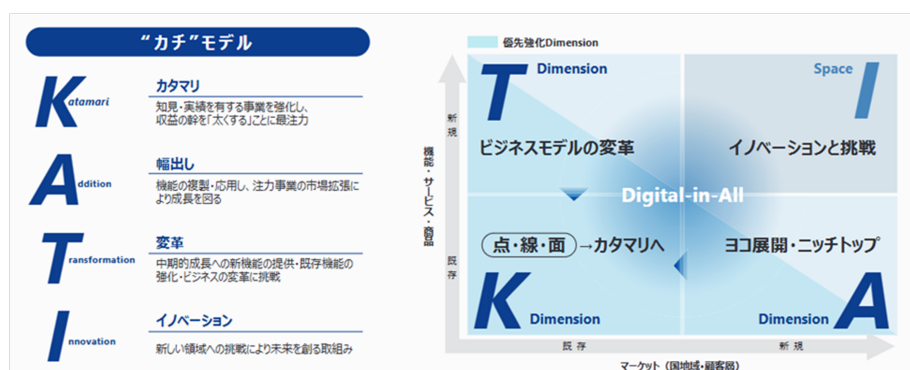 “カチ”モデル
Katamari
カタマリ
知見・実績を有する事業を強化し、
収益の幹を「太くする」ことに最注力
Addition
幅出し
機能の複製・応用し、注力事業の市場拡張に
より成長を図る
Transformation
変革
中期的成長への新機能の提供・既存機能の
強化・ビジネスの変革に挑戦
Innovation
イノベーション
新しい領域への挑戦により未来を創る取組み
優先強化Dimension
T Dimension
Space I
ビジネスモデルの変革
イノベーションと挑戦
Digital-in-All
点・線・面→カタマリへ
ヨコ展開・ニッチトップ
K Dimension
Dimension A
新規
機能・サービス・商品
既存
既存
新規
マーケット（国地域・顧客層）